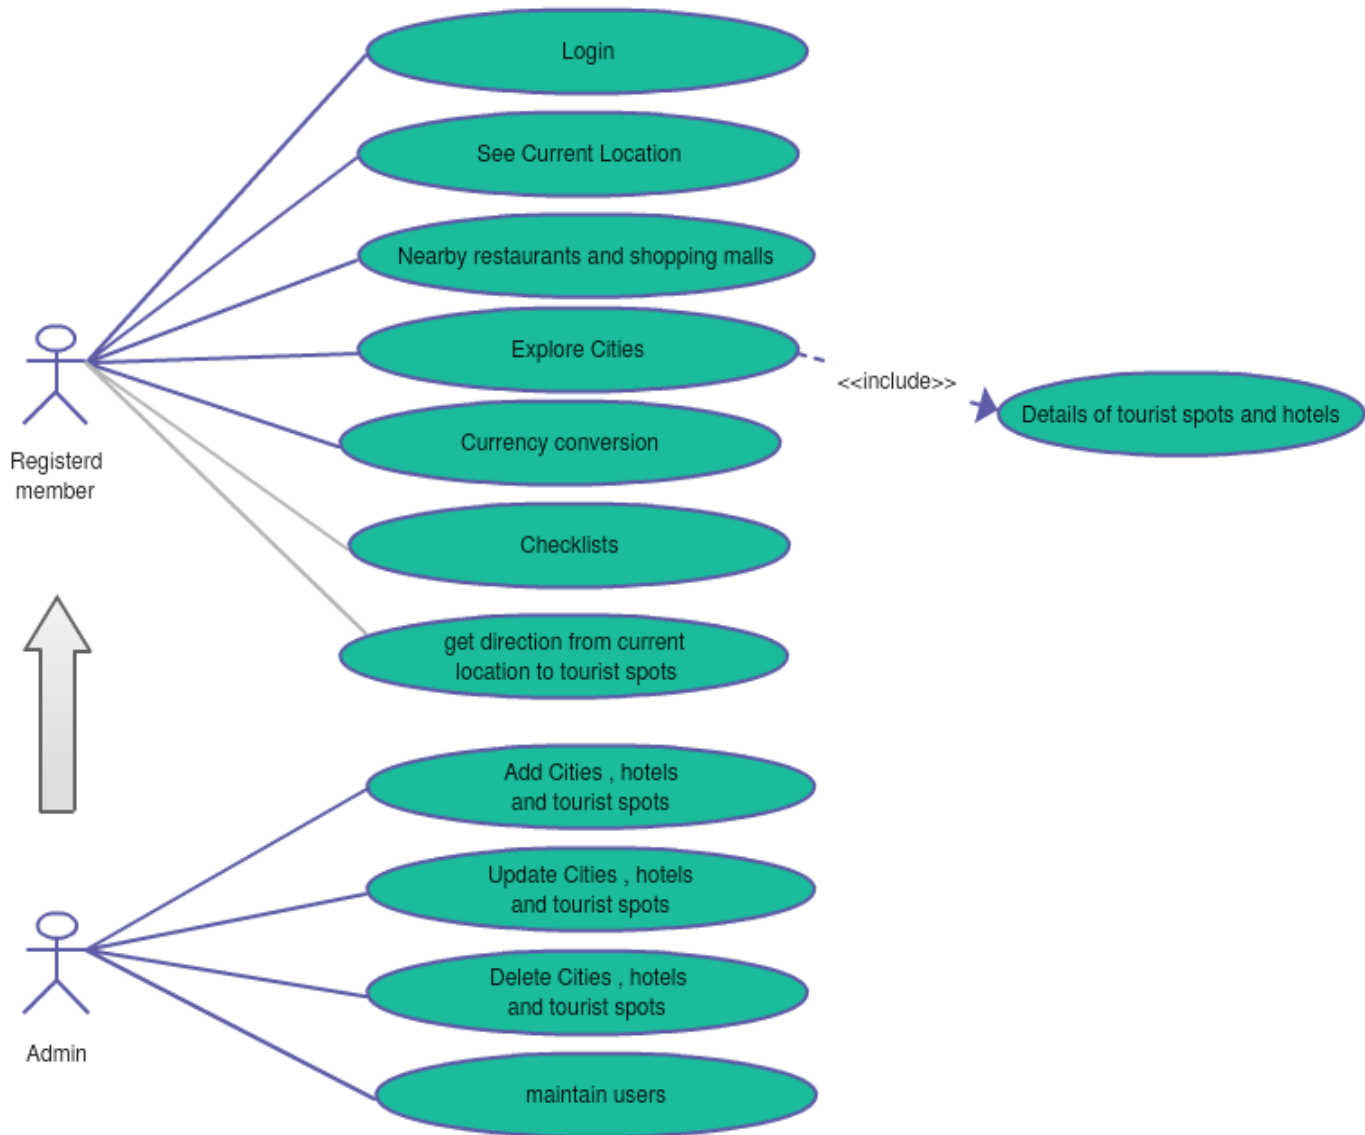 Login
See Current Location
Nearby restaurants and shopping malls
Explore Cities
<<include>>
Details of tourist spots and hotels
Currency conversion
Registerd
member
Checklists
get direction from current
location to tourist spots
Add Cities , hotels
and tourist spots
Update Cities , hotels
and tourist spots
Delete Cities , hotels
and tourist spots
Admin
maintain users